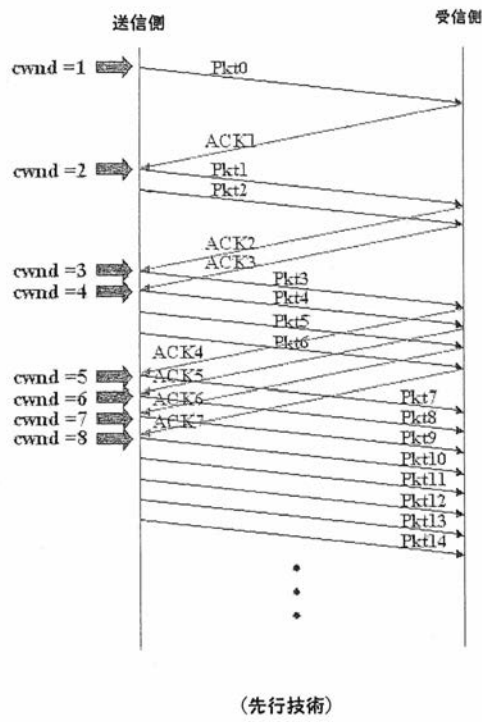 送信側
受信側
cwnd =1
Pkt0
ACK1
cwnd =2
Pkt1
Pkt2
ACK2
ACK3
cwnd =3
Pkt3
cwnd =4
Pkt4
Pkt5
Pkt6
ACK4
cwnd =5
ACK5
Pkt7
cwnd =6
ACK6
Pkt8
cwnd =7
ACK7
Pkt9
cwnd =8
Pkt10
Pkt11
Pkt12
Pkt13
Pkt14
(先行技術)